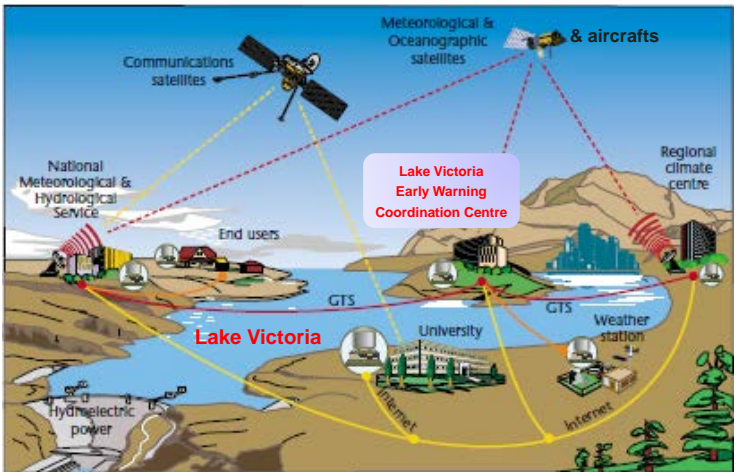 Meteorological &
Oceanographic
satellites
& aircrafts
Communications
satellites
National
Meteorological &
Hydrological
Service
Lake Victoria
Early Warning
Coordination Centre
Regional
climate
centre
End users
GTS
GTS
Lake Victoria
University
Weather
station
Internet
Internet
Hydroelectric
power